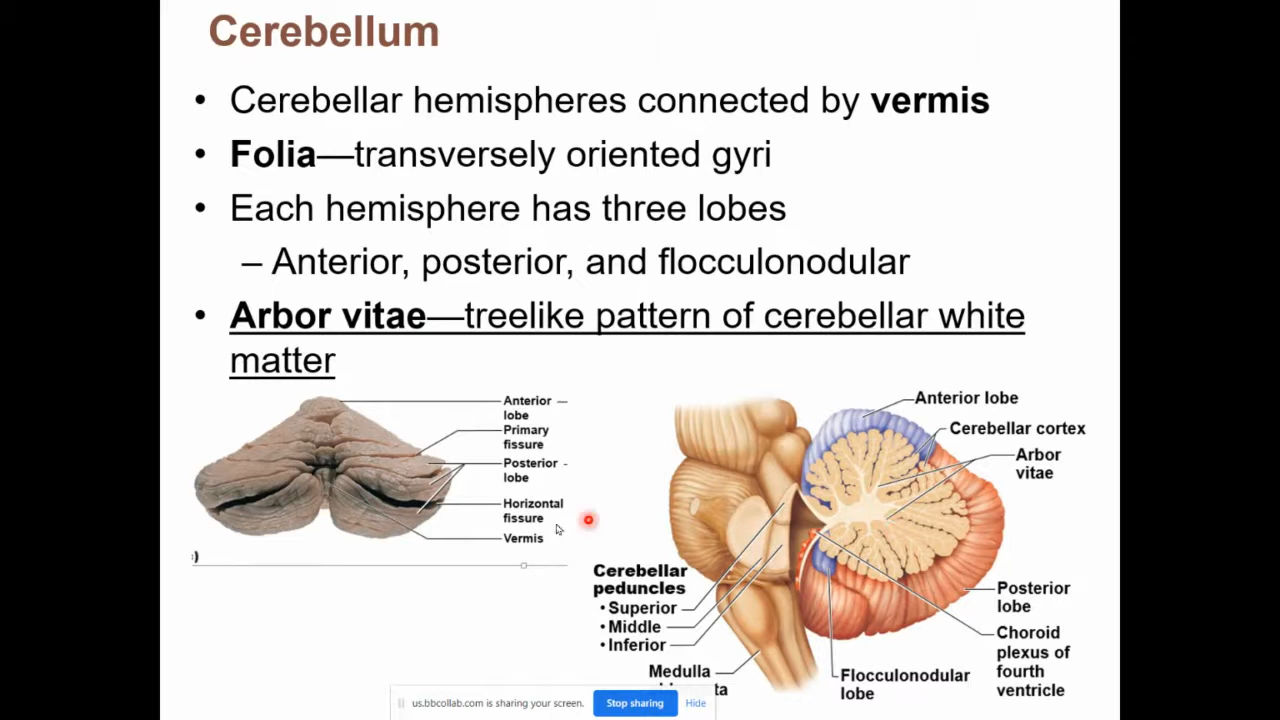 Cerebellum
• Cerebellar hemispheres connected by vermis
• Folia—transversely oriented gyri
• Each hemisphere has three lobes
– Anterior, posterior, and flocculonodular
• Arbor vitae—treelike pattern of cerebellar white
matter
Anterior
lobe
Primary
fissure
Posterior
lobe
Horizontal
fissure
Vermis
)
Anterior lobe
Cerebellar cortex
Arbor
vitae
Cerebellar
peduncles
• Superior
• Middle
• Inferior
Medulla
Posterior
lobe
Choroid
plexus of
fourth
ventricle
Flocculonodular
lobe
us.bbcollab.com is sharing your screen.
Stop sharing
Hide